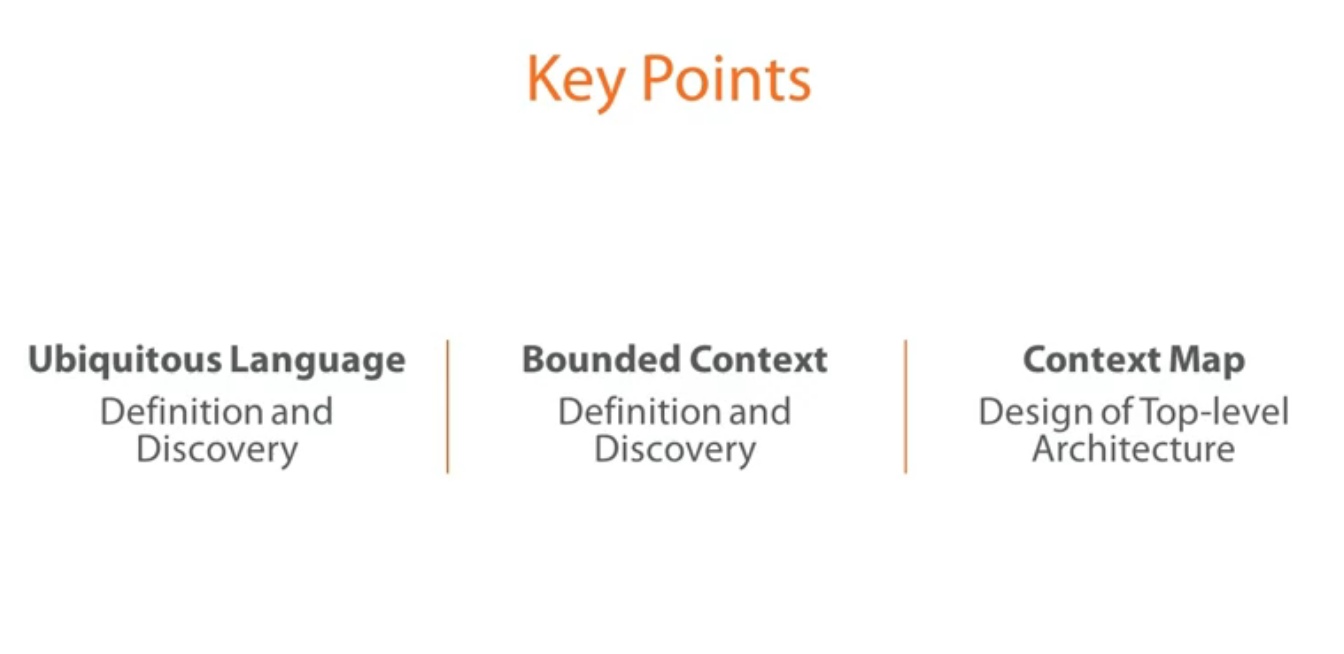 Key Points
Ubiquitous Language
Definition and
Discovery
Bounded Context
Definition and
Discovery
Context Map
Design of Top-level
Architecture